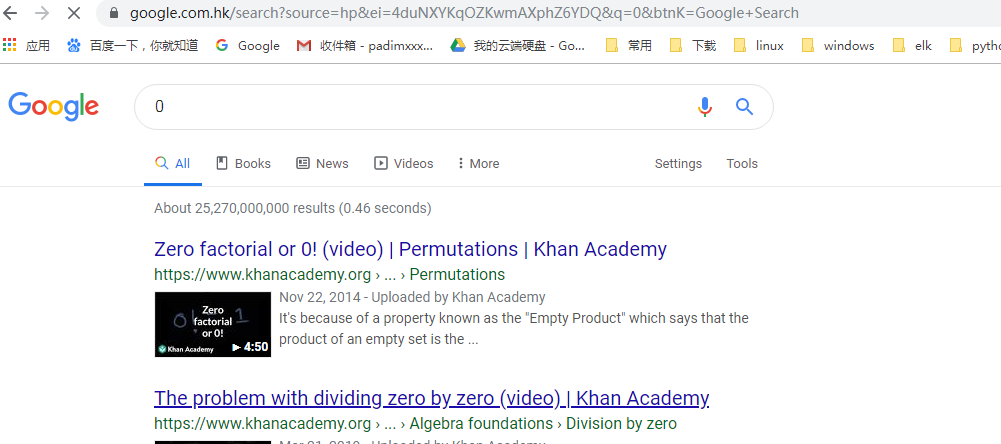 google.com.hk/search?source=hp&ei=4duNXYKqOZKwmAXphZ6YDQ&q=0&btnK=Google+Search
应用 百度一下，你就知道 Google 收件箱 - padimxxx... 我的云端硬盘 - Go... 常用 下载 linux windows elk pytho
Google 0
All Books News Videos More Settings Tools
About 25,270,000,000 results (0.46 seconds)
Zero factorial or 0! (video) | Permutations | Khan Academy
https://www.khanacademy.org › ... › Permutations
Nov 22, 2014 - Uploaded by Khan Academy
It's because of a property known as the "Empty Product" which says that the
product of an empty set is the ...
0! 1
Zero
factorial
or 0!
Khan Academy 4:50
The problem with dividing zero by zero (video) | Khan Academy
https://www.khanacademy.org › ... › Algebra foundations › Division by zero